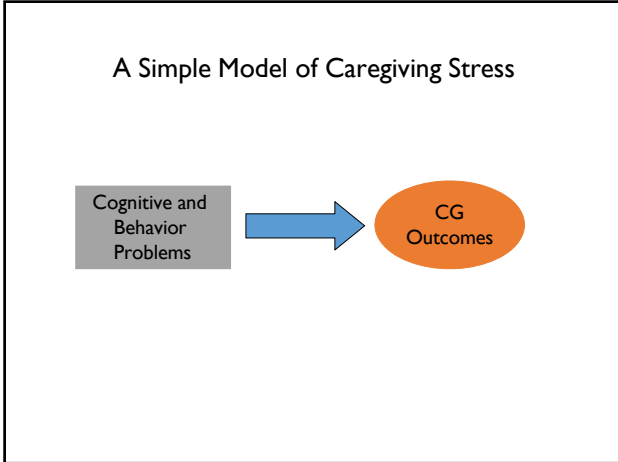 A Simple Model of Caregiving Stress
Cognitive and
Behavior
Problems
CG
Outcomes